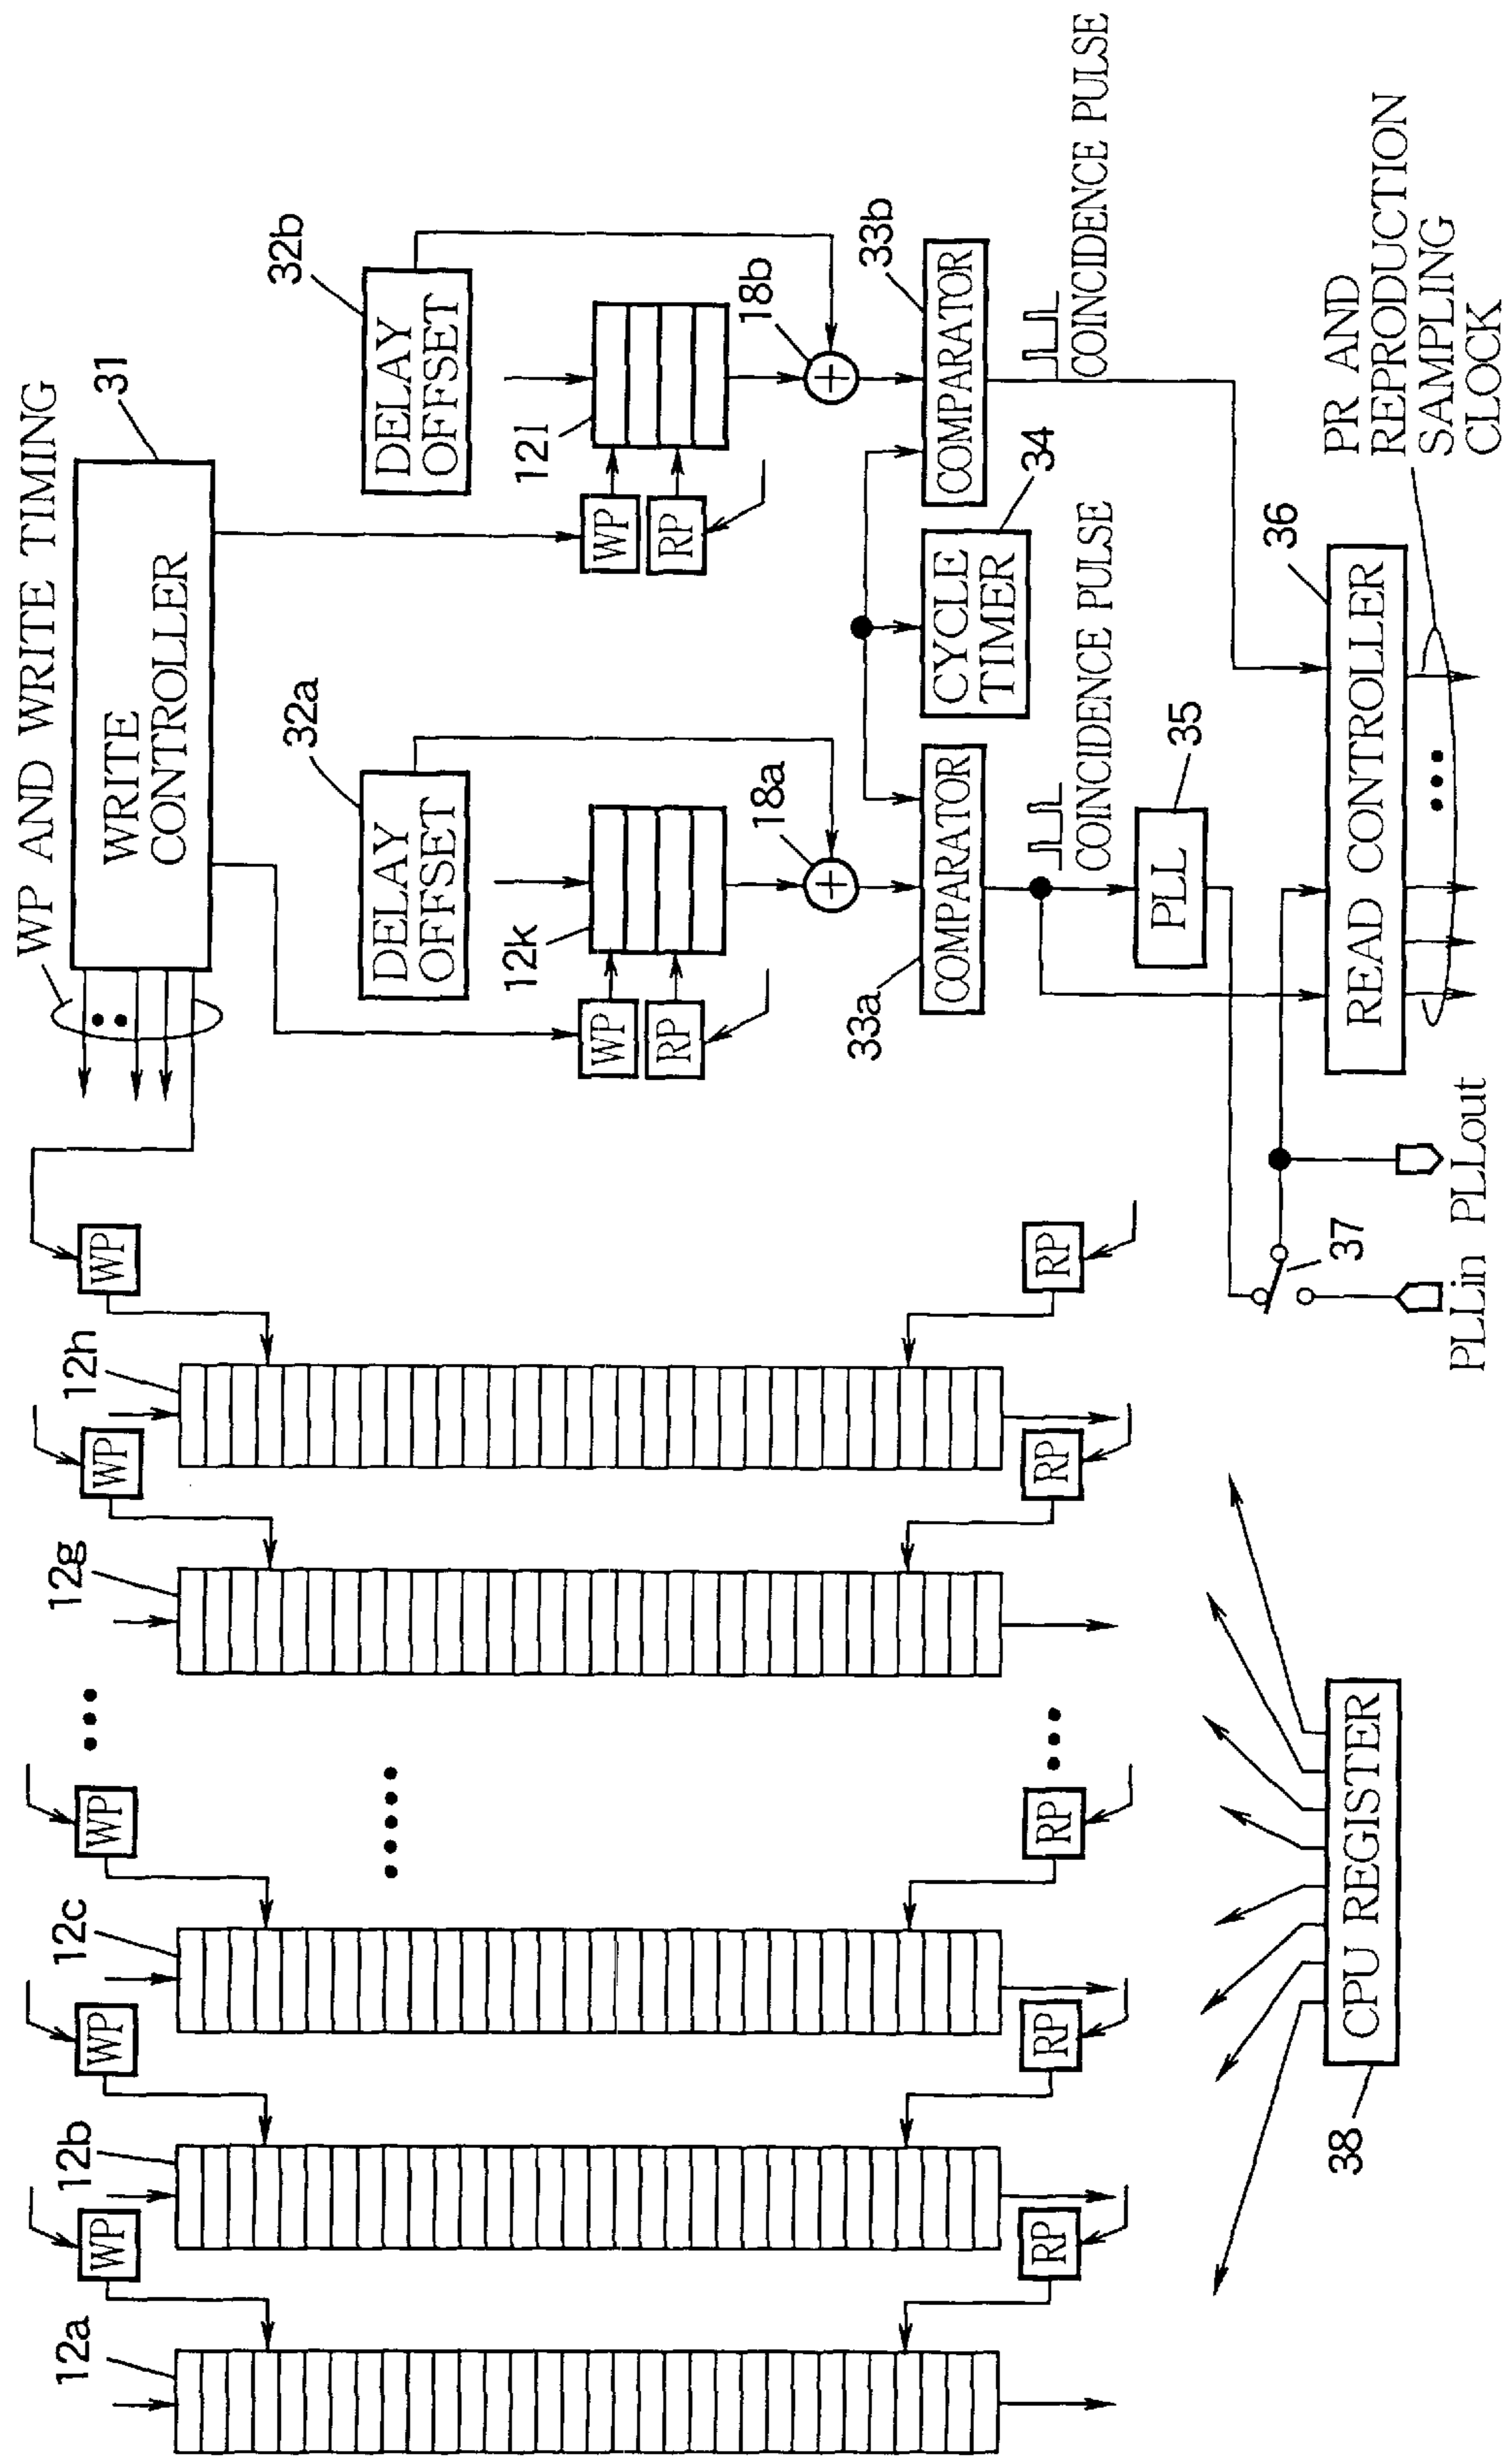 WP AND WRITE TIMING
31
WRITE
CONTROLLER
12a
WP
12b
WP
12c
WP
•••
12g
WP
12h
WP
•••••
32a
DELAY
OFFSET
32b
DELAY
OFFSET
12k
WP
RP
12l
WP
RP
18a
+
18b
+
33a
COMPARATOR
CYCLE
TIMER
34
COMPARATOR
33b
RP
RP
RP
•••
RP
RP
COINCIDENCE PULSE
COINCIDENCE PULSE
PLL
35
37
PLLin
PLLout
38
CPU REGISTER
READ CONTROLLER
36
•••
PR AND
REPRODUCTION
SAMPLING
CLOCK